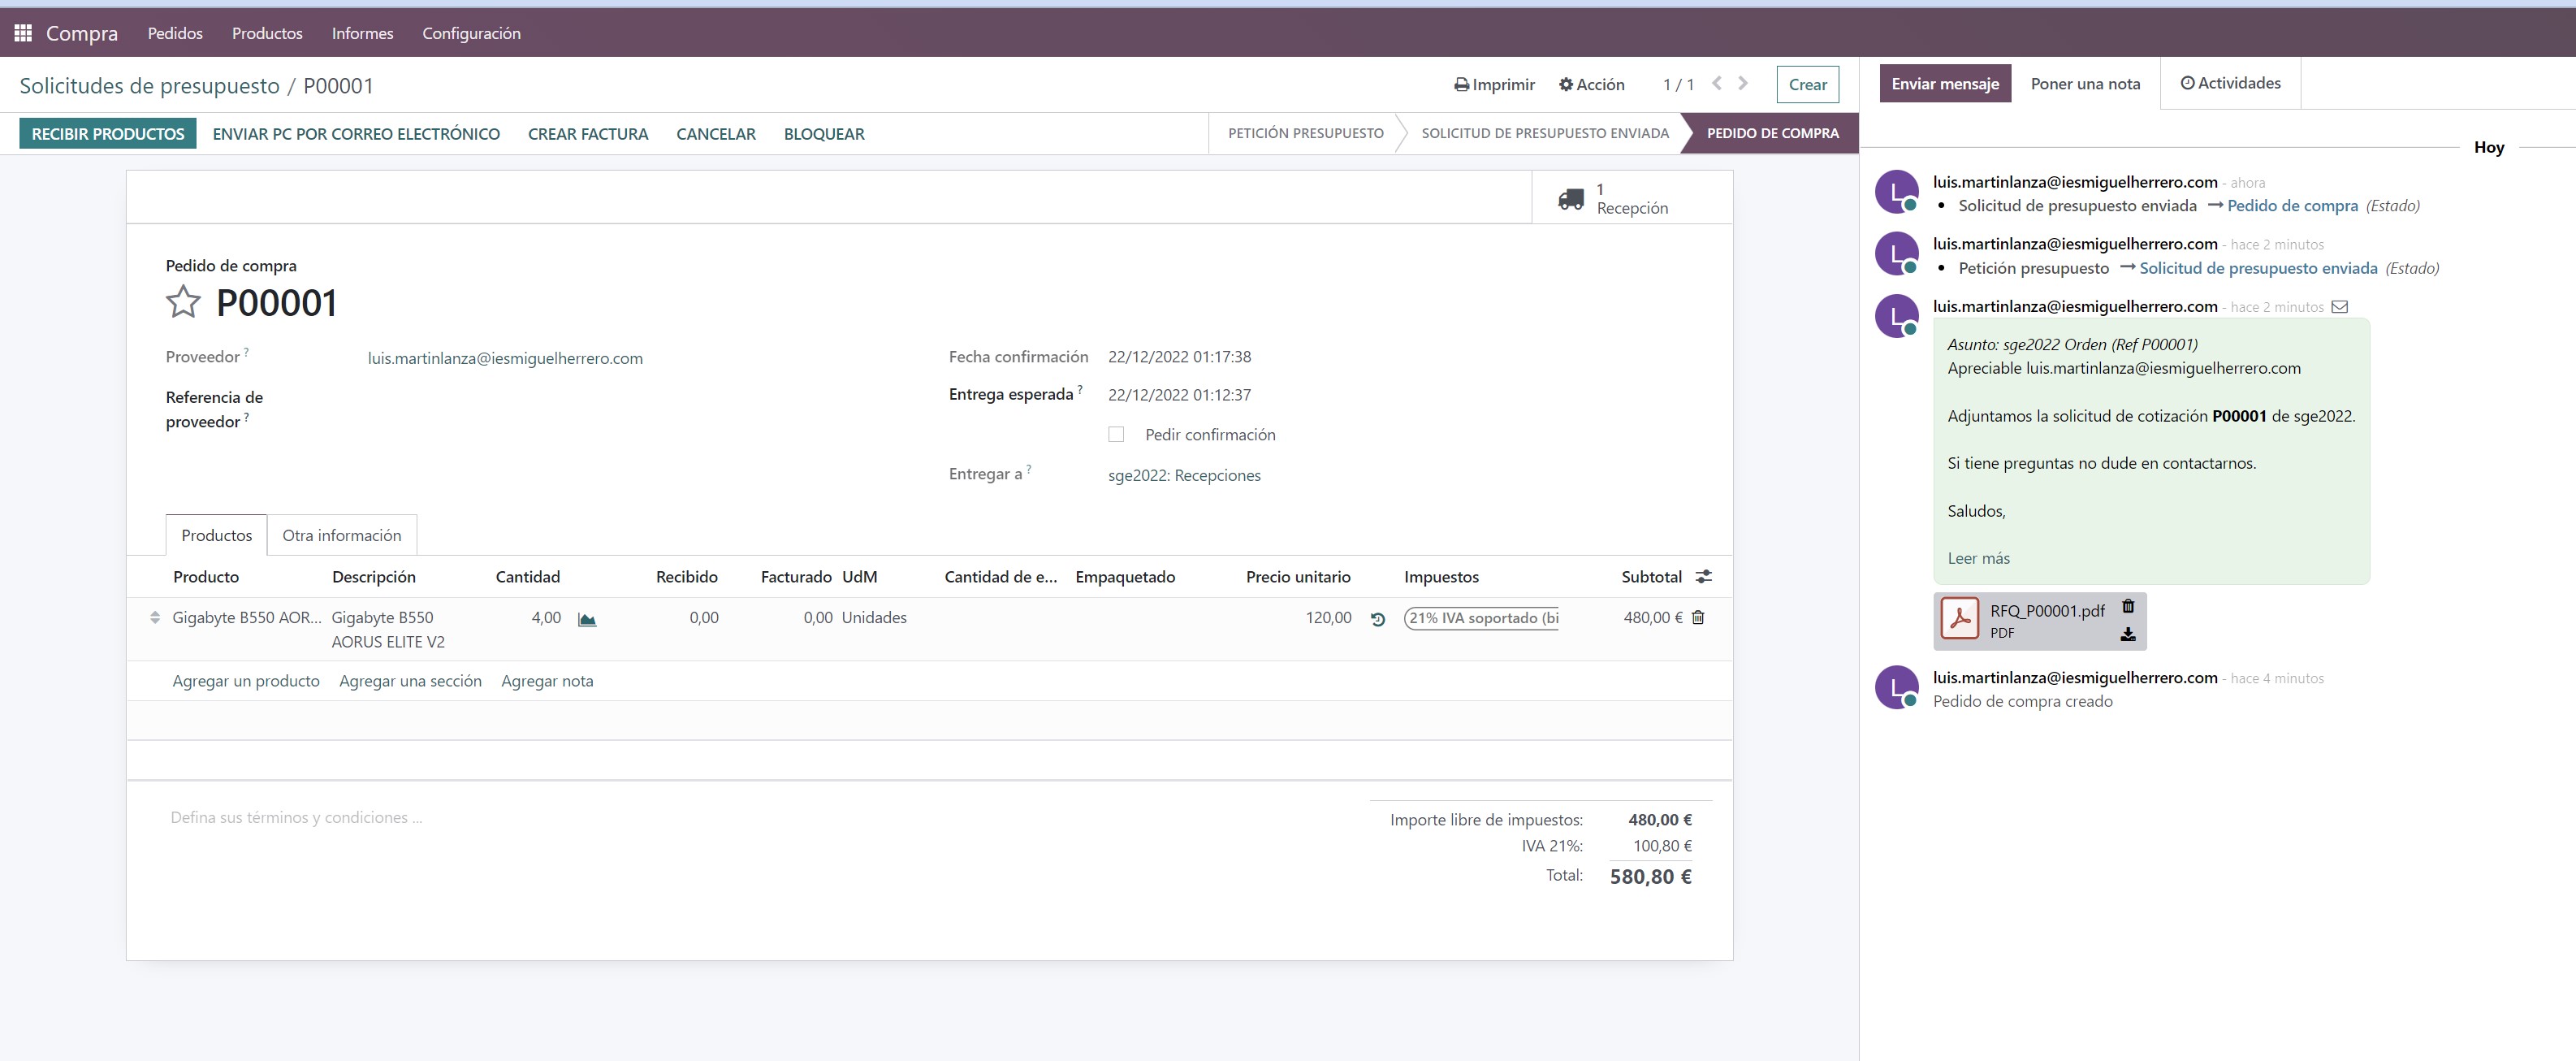 Compra Pedidos Productos Informes Configuración
Solicitudes de presupuesto / P00001 Imprimir Acción 1 / 1 Crear
RECIBIR PRODUCTOS ENVIAR PC POR CORREO ELECTRÓNICO CREAR FACTURA CANCELAR BLOQUEAR PETICIÓN PRESUPUESTO SOLICITUD DE PRESUPUESTO ENVIADA PEDIDO DE COMPRA
1
Recepción
Pedido de compra
P00001
Proveedor ? luis.martinlanza@iesmiguelherrero.com
Referencia de
proveedor ?
Fecha confirmación 22/12/2022 01:17:38
Entrega esperada ? 22/12/2022 01:12:37
Pedir confirmación
Entregar a ? sge2022: Recepciones
Productos Otra información
Producto Descripción Cantidad Recibido Facturado UdM Cantidad de e... Empaquetado Precio unitario Impuestos Subtotal
Gigabyte B550 AOR... Gigabyte B550 4,00 0,00 0,00 Unidades 120,00 21% IVA soportado (bi 480,00 €
AORUS ELITE V2
Agregar un producto Agregar una sección Agregar nota
Defina sus términos y condiciones ...
Importe libre de impuestos: 480,00 €
IVA 21%: 100,80 €
Total: 580,80 €
Enviar mensaje Poner una nota Actividades
Hoy
L
luis.martinlanza@iesmiguelherrero.com - ahora
• Solicitud de presupuesto enviada → Pedido de compra (Estado)
L
luis.martinlanza@iesmiguelherrero.com - hace 2 minutos
• Petición presupuesto → Solicitud de presupuesto enviada (Estado)
L
luis.martinlanza@iesmiguelherrero.com - hace 2 minutos
Asunto: sge2022 Orden (Ref P00001)
Apreciable luis.martinlanza@iesmiguelherrero.com
Adjuntamos la solicitud de cotización P00001 de sge2022.
Si tiene preguntas no dude en contactarnos.
Saludos,
Leer más
RFQ_P00001.pdf
PDF
L
luis.martinlanza@iesmiguelherrero.com - hace 4 minutos
Pedido de compra creado